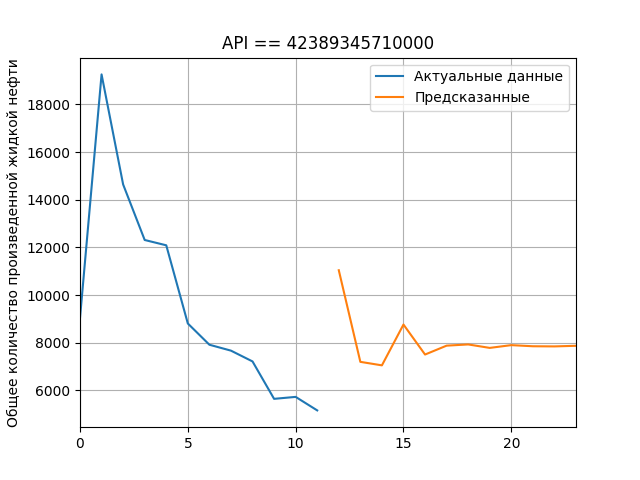 API == 42389345710000
Актуальные данные
Предсказанные
Общее количество произведенной жидкой нефти
18000
16000
14000
12000
10000
8000
6000
0 5 10 15 20